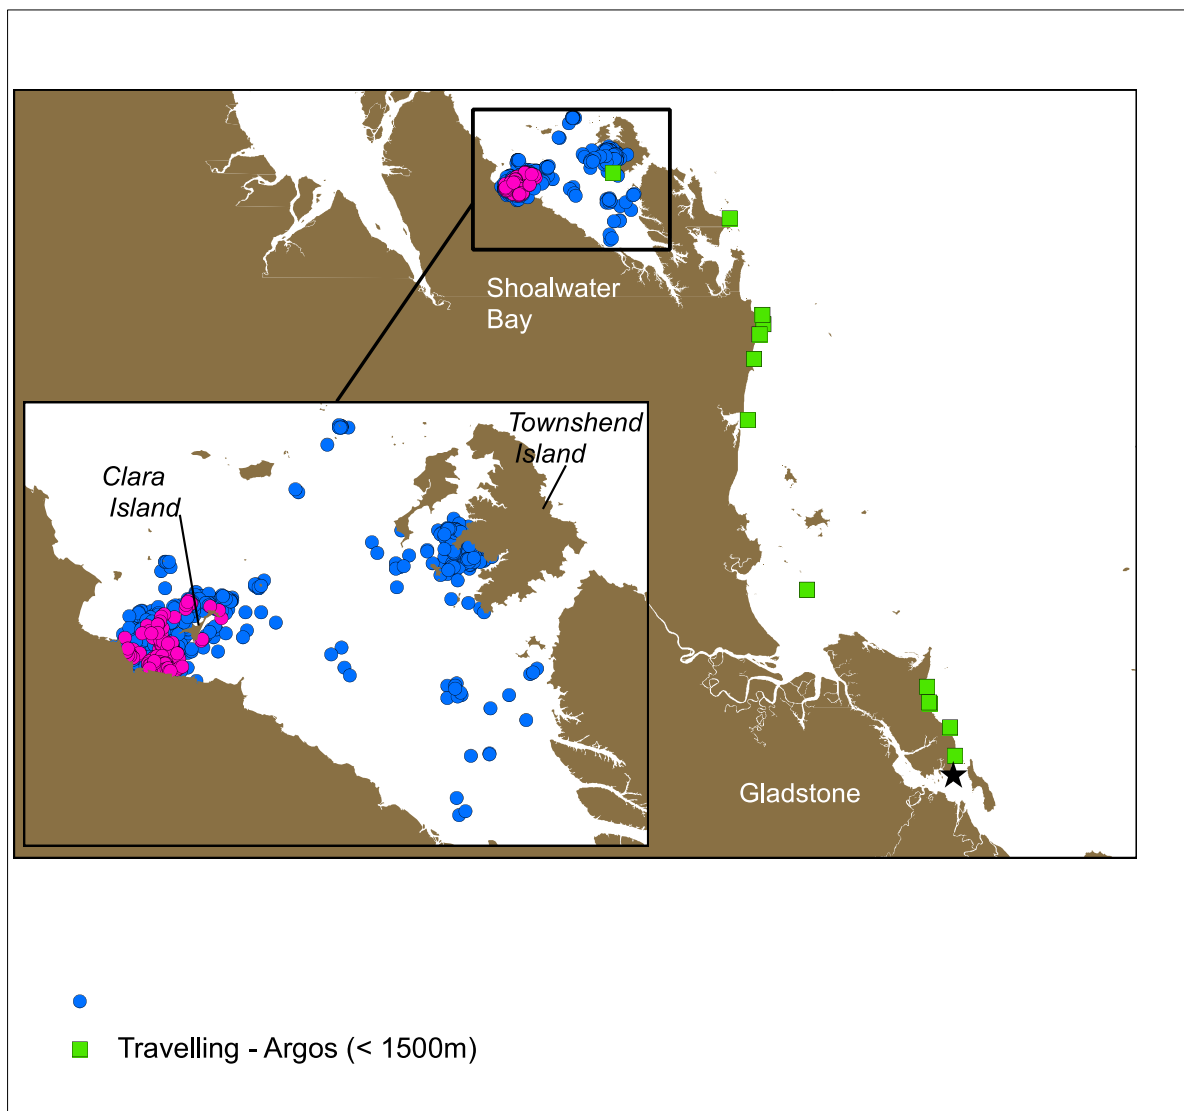 Shoalwater
Bay
Townshend
Island
Clara
Island
Gladstone
Travelling - Argos (< 1500m)